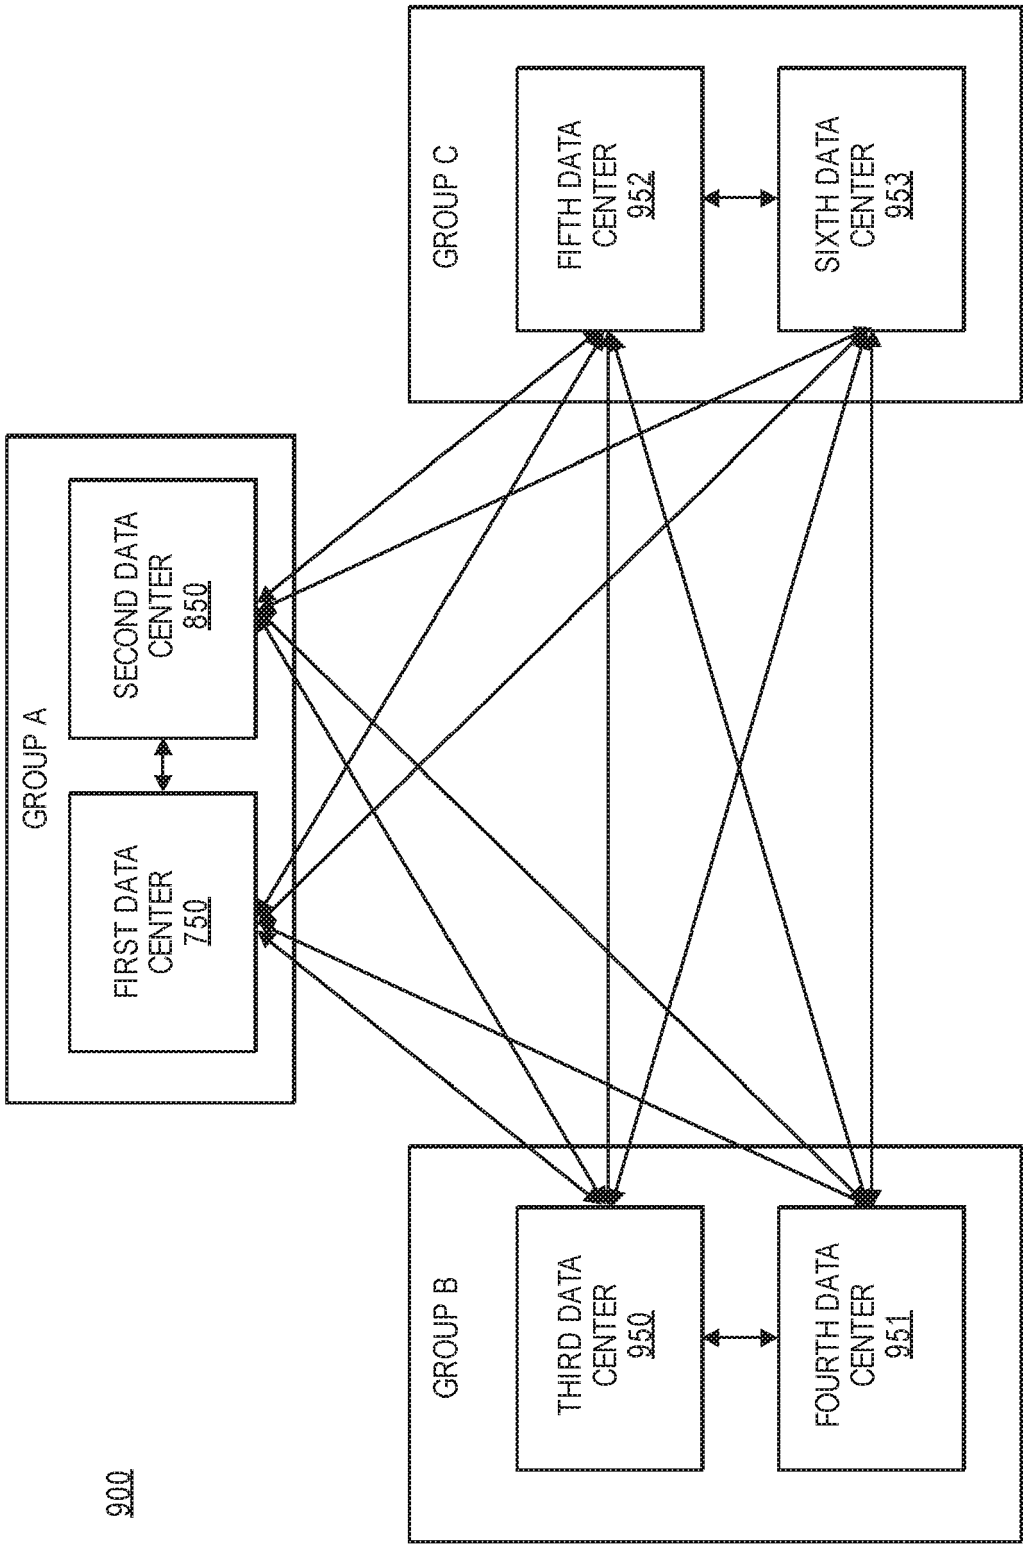 900
GROUP A
FIRST DATA
CENTER
750
SECOND DATA
CENTER
850
GROUP B
THIRD DATA
CENTER
950
FOURTH DATA
CENTER
951
GROUP C
FIFTH DATA
CENTER
952
SIXTH DATA
CENTER
953